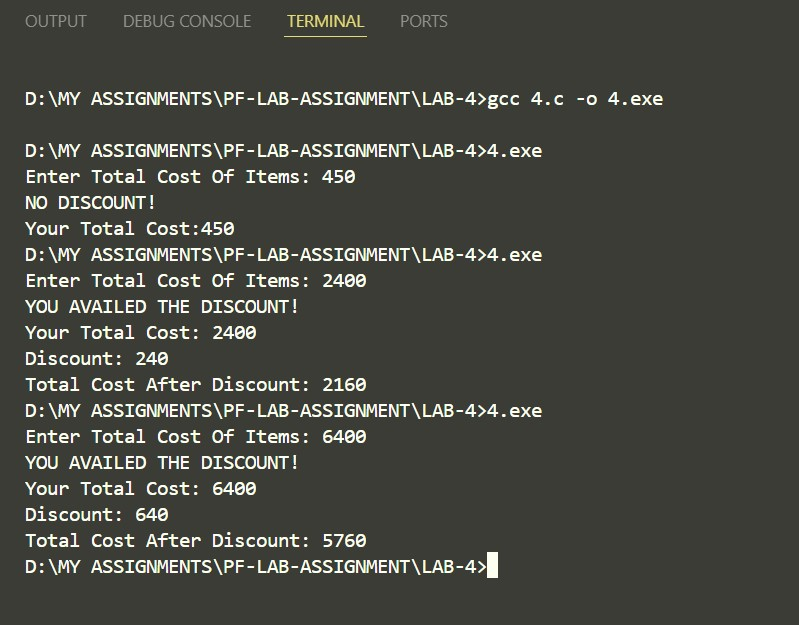 OUTPUT DEBUG CONSOLE TERMINAL PORTS
D:\MY ASSIGNMENTS\PF-LAB-ASSIGNMENT\LAB-4>gcc 4.c -o 4.exe
D:\MY ASSIGNMENTS\PF-LAB-ASSIGNMENT\LAB-4>4.exe
Enter Total Cost Of Items: 450
NO DISCOUNT!
Your Total Cost:450
D:\MY ASSIGNMENTS\PF-LAB-ASSIGNMENT\LAB-4>4.exe
Enter Total Cost Of Items: 2400
YOU AVAILED THE DISCOUNT!
Your Total Cost: 2400
Discount: 240
Total Cost After Discount: 2160
D:\MY ASSIGNMENTS\PF-LAB-ASSIGNMENT\LAB-4>4.exe
Enter Total Cost Of Items: 6400
YOU AVAILED THE DISCOUNT!
Your Total Cost: 6400
Discount: 640
Total Cost After Discount: 5760
D:\MY ASSIGNMENTS\PF-LAB-ASSIGNMENT\LAB-4>